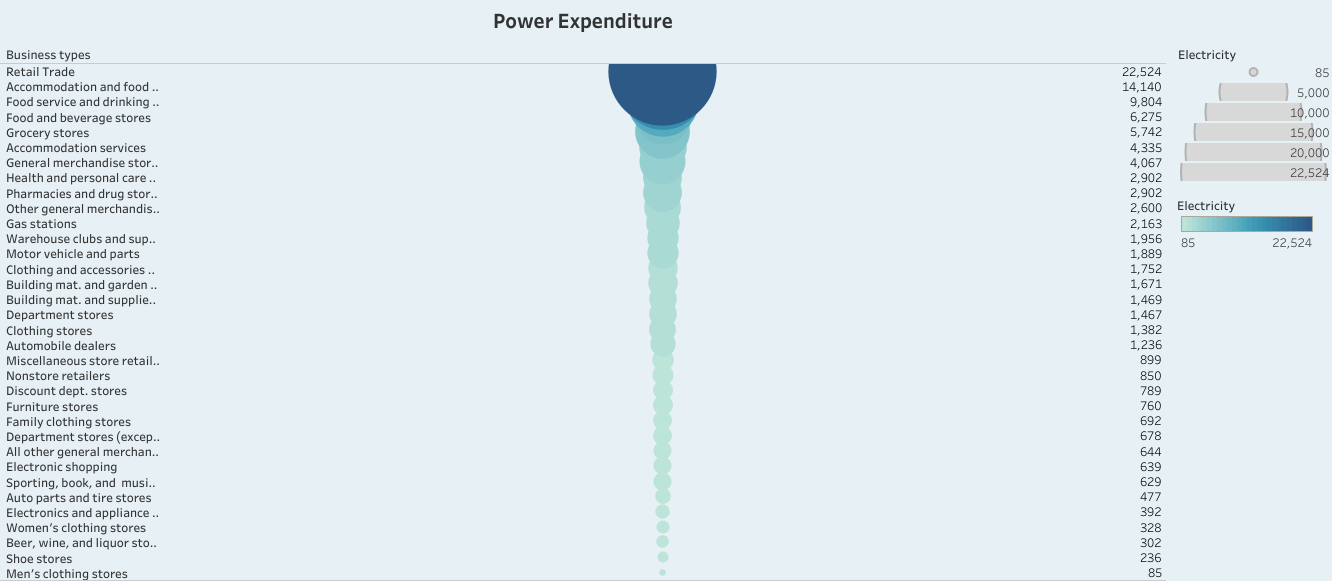 Power Expenditure
Business types
Retail Trade 22,524
Accommodation and food .. 14,140
Food service and drinking .. 9,804
Food and beverage stores 6,275
Grocery stores 5,742
Accommodation services 4,335
General merchandise stor.. 4,067
Health and personal care .. 2,902
Pharmacies and drug stor.. 2,902
Other general merchandis.. 2,600
Gas stations 2,163
Warehouse clubs and sup.. 1,956
Motor vehicle and parts 1,889
Clothing and accessories .. 1,752
Building mat. and garden .. 1,671
Building mat. and supplie.. 1,469
Department stores 1,467
Clothing stores 1,382
Automobile dealers 1,236
Miscellaneous store retail.. 899
Nonstore retailers 850
Discount dept. stores 789
Furniture stores 760
Family clothing stores 692
Department stores (excep.. 678
All other general merchan.. 644
Electronic shopping 639
Sporting, book, and  musi.. 629
Auto parts and tire stores 477
Electronics and appliance .. 392
Women’s clothing stores 328
Beer, wine, and liquor sto.. 302
Shoe stores 236
Men’s clothing stores 85
Electricity
85
5,000
10,000
15,000
20,000
22,524
Electricity
85 22,524